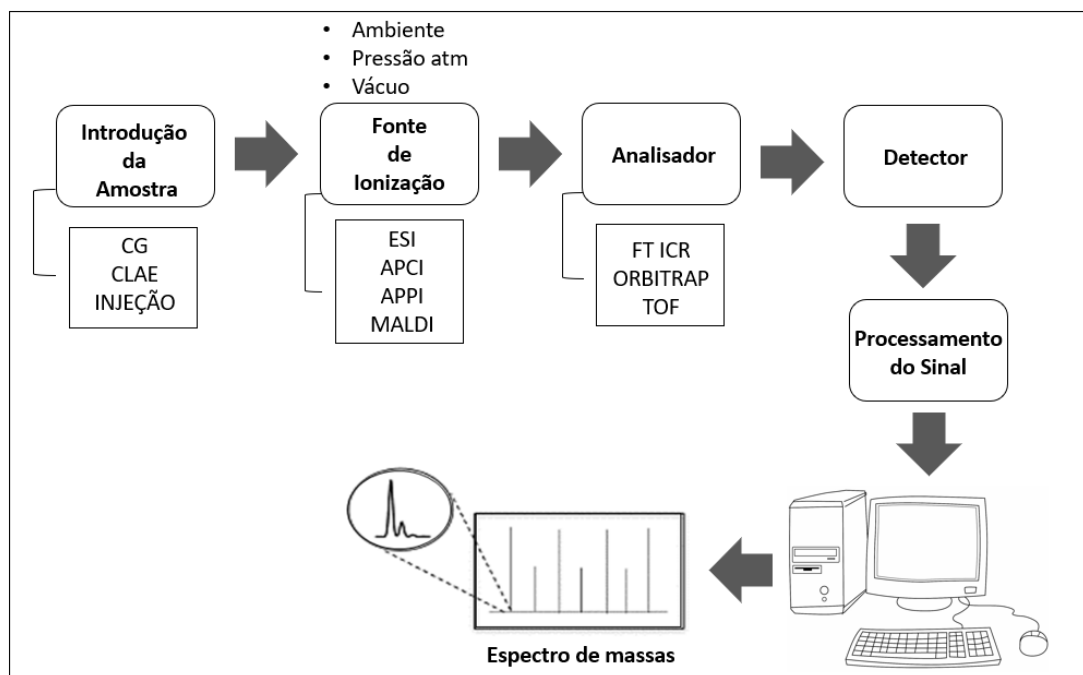 • Ambiente
• Pressão atm
• Vácuo
Introdução
da
Amostra
Fonte
de
Ionização
Analisador
Detector
CG
CLAE
INJEÇÃO
ESI
APCI
APPI
MALDI
FT ICR
ORBITRAP
TOF
Processamento
do Sinal
Espectro de massas